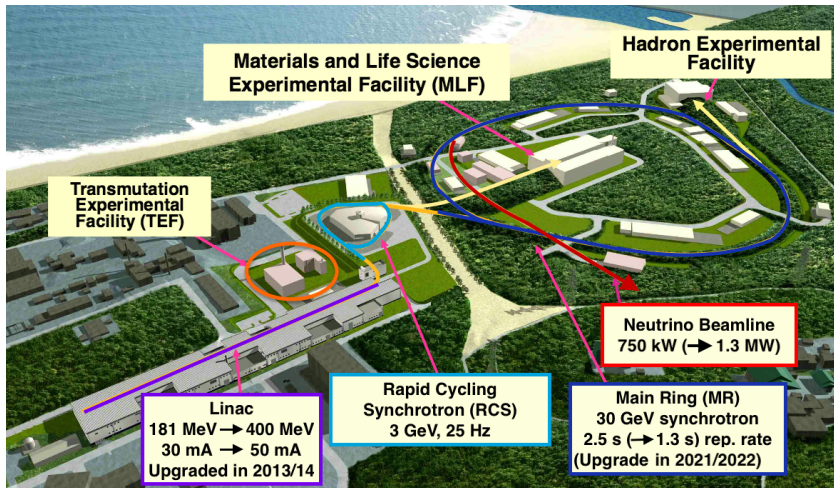 Materials and Life Science
Experimental Facility (MLF)
Hadron Experimental
Facility
Transmutation
Experimental
Facility (TEF)
Neutrino Beamline
750 kW (→ 1.3 MW)
Linac
181 MeV → 400 MeV
30 mA → 50 mA
Upgraded in 2013/14
Rapid Cycling
Synchrotron (RCS)
3 GeV, 25 Hz
Main Ring (MR)
30 GeV synchrotron
2.5 s (→1.3 s) rep. rate
(Upgrade in 2021/2022)